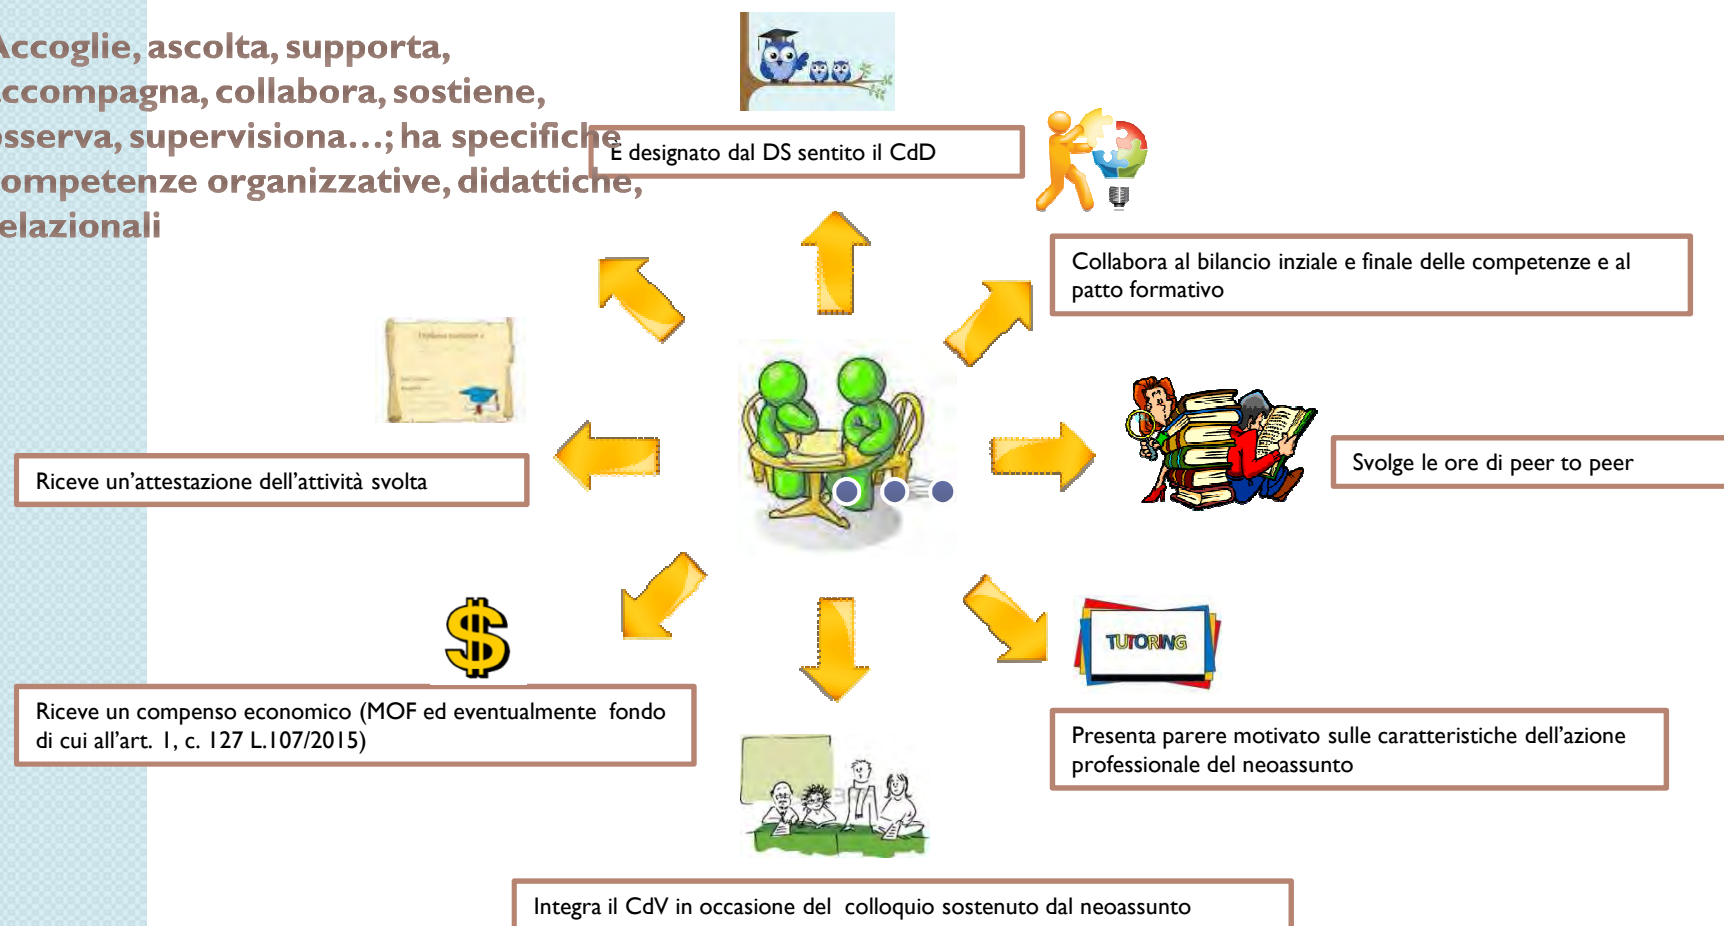 Accoglie, ascolta, supporta,
ccompagna, collabora, sostiene,
osserva, supervisiona...; ha specifiche
ompetenze organizzative, didattiche,
elazionali
È designato dal DS sentito il CdD
Collabora al bilancio inziale e finale delle competenze e al
patto formativo
Svolge le ore di peer to peer
Riceve un'attestazione dell'attività svolta
TUTORING
Riceve un compenso economico (MOF ed eventualmente fondo
di cui all'art. 1, c. 127 L.107/2015)
Presenta parere motivato sulle caratteristiche dell'azione
professionale del neoassunto
Integra il CdV in occasione del colloquio sostenuto dal neoassunto